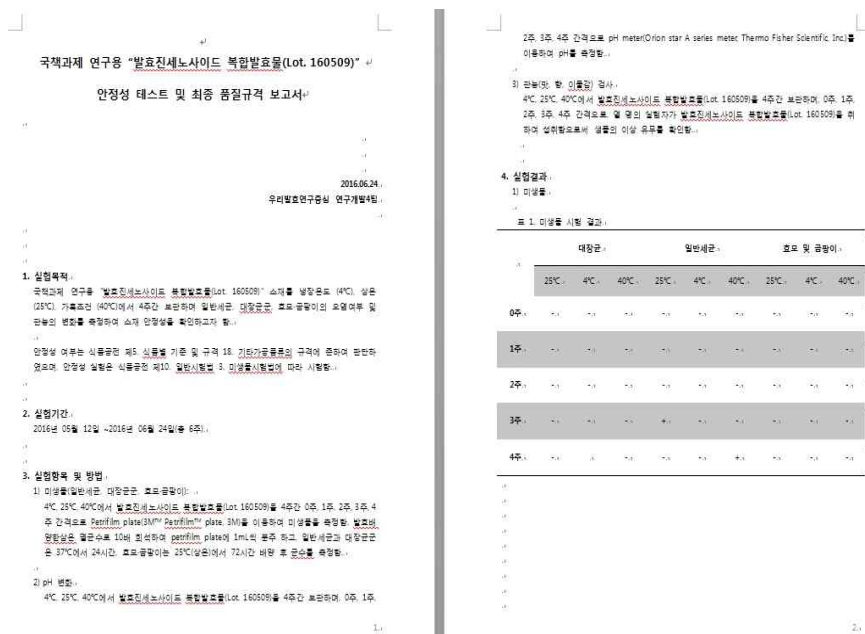 국책과제 연구용 "발효진세노사이드 복합발효물(Lot. 160509)"
안정성 테스트 및 최종 품질규격 보고서
2016.06.24.
우리발효연구중심 연구개발4팀.
1. 실험목적
국책과제 연구용 "발효진세노사이드 복합발효물(Lot. 160509)" 소재를 냉장온도 (4℃), 상온
(25℃), 가혹조건 (40℃)에서 4주간 보관하며 일반세균, 대장균군, 효모·곰팡이의 오염여부 및
관능의 변화를 측정하여 소재 안정성을 확인하고자 함.
안정성 여부는 식품공전 제5. 식품별 기준 및 규격 18. 기타가공품류의 규격에 준하여 판단하
였으며, 안정성 실험은 식품공전 제10. 일반시험법 3. 미생물시험법에 따라 시험함.
2. 실험기간
2016년 05월 12일 ~2016년 06월 24일(총 6주)
3. 실험항목 및 방법
1) 미생물(일반세균, 대장균군, 효모·곰팡이):
4℃, 25℃, 40℃에서 발효진세노사이드 복합발효물(Lot. 160509)을 4주간 0주, 1주, 2주, 3주, 4
주 간격으로 Petrifilm plate(3M™ Petrifilm™ plate, 3M)을 이용하여 미생물을 측정함. 발효배
양한삼은 멸균수로 10배 희석하여 petrifilm plate에 1mL씩 분주 하고, 일반세균과 대장균군
은 37℃에서 24시간, 효모·곰팡이는 25℃(상온)에서 72시간 배양 후 균수를 측정함.
2) pH 변화
4℃, 25℃, 40℃에서 발효진세노사이드 복합발효물(Lot. 160509)을 4주간 보관하며, 0주, 1주,
1
2주, 3주, 4주 간격으로 pH meter(Orion star A series meter, Thermo Fisher Scientific, Inc.)를
이용하여 pH를 측정함.
3) 관능(맛, 향, 이물감) 검사
4℃, 25℃, 40℃에서 발효진세노사이드 복합발효물(Lot. 160509)을 4주간 보관하며, 0주, 1주,
2주, 3주, 4주 간격으로, 열 명의 실험자가 발효진세노사이드 복합발효물(Lot. 160509)을 취
하여 섭취함으로써 샘물의 이상 유무를 확인함.
4. 실험결과
1) 미생물
표 1. 미생물 시험 결과
대장균 일반세균 효모 및 곰팡이
25℃ 4℃ 40℃ 25℃ 4℃ 40℃ 25℃ 4℃ 40℃
0주 - - - - - - - - -
1주 - - - - - - - - -
2주 - - - - - - - - -
3주 - - - + - - - - -
4주 - - - - + - - -
2